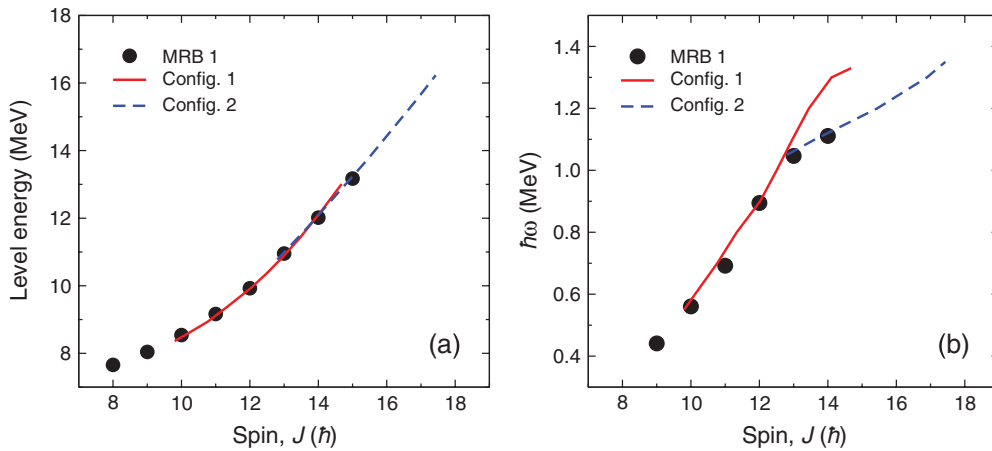 18
16
14
12
10
8
Level energy (MeV)
MRB 1
Config. 1
Config. 2
(a)
8 10 12 14 16 18
Spin, J (ħ)
1.4
1.2
1.0
0.8
0.6
0.4
ħω (MeV)
MRB 1
Config. 1
Config. 2
(b)
8 10 12 14 16 18
Spin, J (ħ)